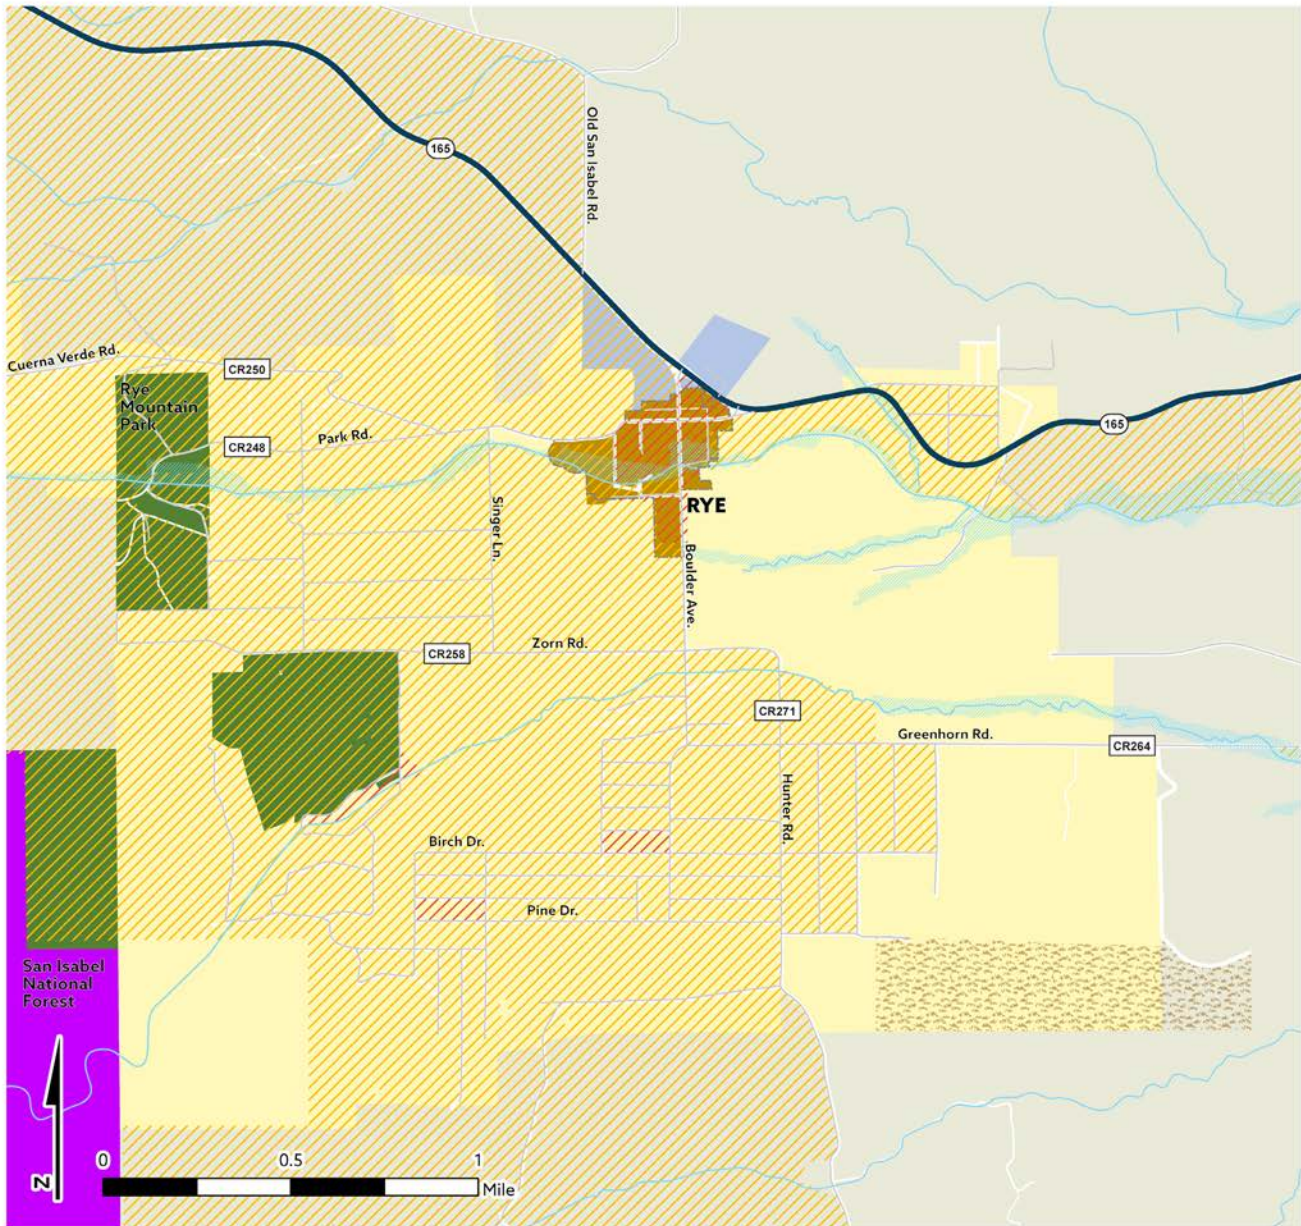 165
Old San Isabel Rd.
Cuerna Verde Rd.
CR250
Rye
Mountain
Park
CR248
Park Rd.
165
Singer Ln.
RYE
Boulder Ave.
CR258
Zorn Rd.
CR271
Greenhorn Rd.
CR264
Hunter Rd.
Birch Dr.
Pine Dr.
San Isabel
National
Forest
N
0 0.5 1
Mile